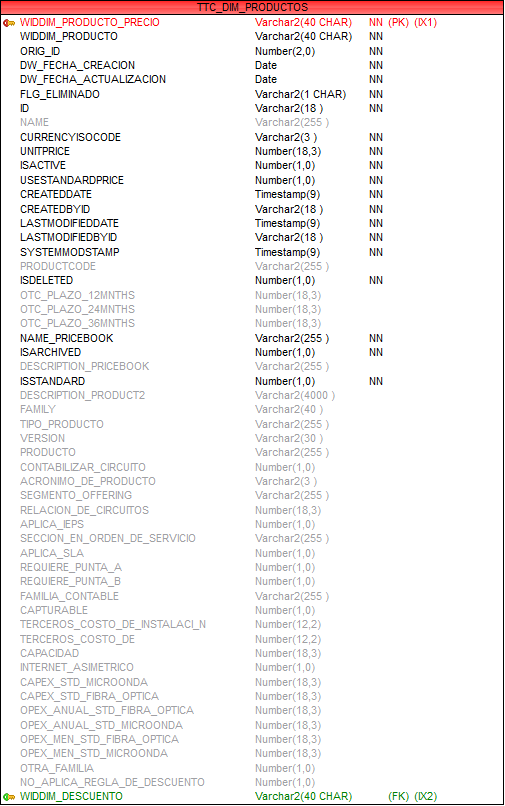 TTC_DIM_PRODUCTOS
WIDDIM_PRODUCTO_PRECIO Varchar2(40 CHAR) NN (PK) (IX1)
WIDDIM_PRODUCTO Varchar2(40 CHAR) NN
ORIG_ID Number(2,0) NN
DW_FECHA_CREACION Date NN
DW_FECHA_ACTUALIZACION Date NN
FLG_ELIMINADO Varchar2(1 CHAR) NN
ID Varchar2(18 ) NN
NAME Varchar2(255 )
CURRENCYISOCODE Varchar2(3 ) NN
UNITPRICE Number(18,3) NN
ISACTIVE Number(1,0) NN
USESTANDARDPRICE Number(1,0) NN
CREATEDDATE Timestamp(9) NN
CREATEDBYID Varchar2(18 ) NN
LASTMODIFIEDDATE Timestamp(9) NN
LASTMODIFIEDBYID Varchar2(18 ) NN
SYSTEMMODSTAMP Timestamp(9) NN
PRODUCTCODE Varchar2(255 )
ISDELETED Number(1,0) NN
OTC_PLAZO_12MNTHS Number(18,3)
OTC_PLAZO_24MNTHS Number(18,3)
OTC_PLAZO_36MNTHS Number(18,3)
NAME_PRICEBOOK Varchar2(255 ) NN
ISARCHIVED Number(1,0) NN
DESCRIPTION_PRICEBOOK Varchar2(255 )
ISSTANDARD Number(1,0) NN
DESCRIPTION_PRODUCT2 Varchar2(4000 )
FAMILY Varchar2(40 )
TIPO_PRODUCTO Varchar2(255 )
VERSION Varchar2(30 )
PRODUCTO Varchar2(255 )
CONTABILIZAR_CIRCUITO Number(1,0)
ACRONIMO_DE_PRODUCTO Varchar2(3 )
SEGMENTO_OFFERING Varchar2(255 )
RELACION_DE_CIRCUITOS Number(18,3)
APLICA_IEPS Number(1,0)
SECCION_EN_ORDEN_DE_SERVICIO Varchar2(255 )
APLICA_SLA Number(1,0)
REQUIERE_PUNTA_A Number(1,0)
REQUIERE_PUNTA_B Number(1,0)
FAMILIA_CONTABLE Varchar2(255 )
CAPTURABLE Number(1,0)
TERCEROS_COSTO_DE_INSTALACI_N Number(12,2)
TERCEROS_COSTO_DE Number(12,2)
CAPACIDAD Number(18,3)
INTERNET_ASIMETRICO Number(1,0)
CAPEX_STD_MICROONDA Number(18,3)
CAPEX_STD_FIBRA_OPTICA Number(18,3)
OPEX_ANUAL_STD_FIBRA_OPTICA Number(18,3)
OPEX_ANUAL_STD_MICROONDA Number(18,3)
OPEX_MEN_STD_FIBRA_OPTICA Number(18,3)
OPEX_MEN_STD_MICROONDA Number(18,3)
OTRA_FAMILIA Number(1,0)
NO_APLICA_REGLA_DE_DESCUENTO Number(1,0)
WIDDIM_DESCUENTO Varchar2(40 CHAR) (FK) (IX2)